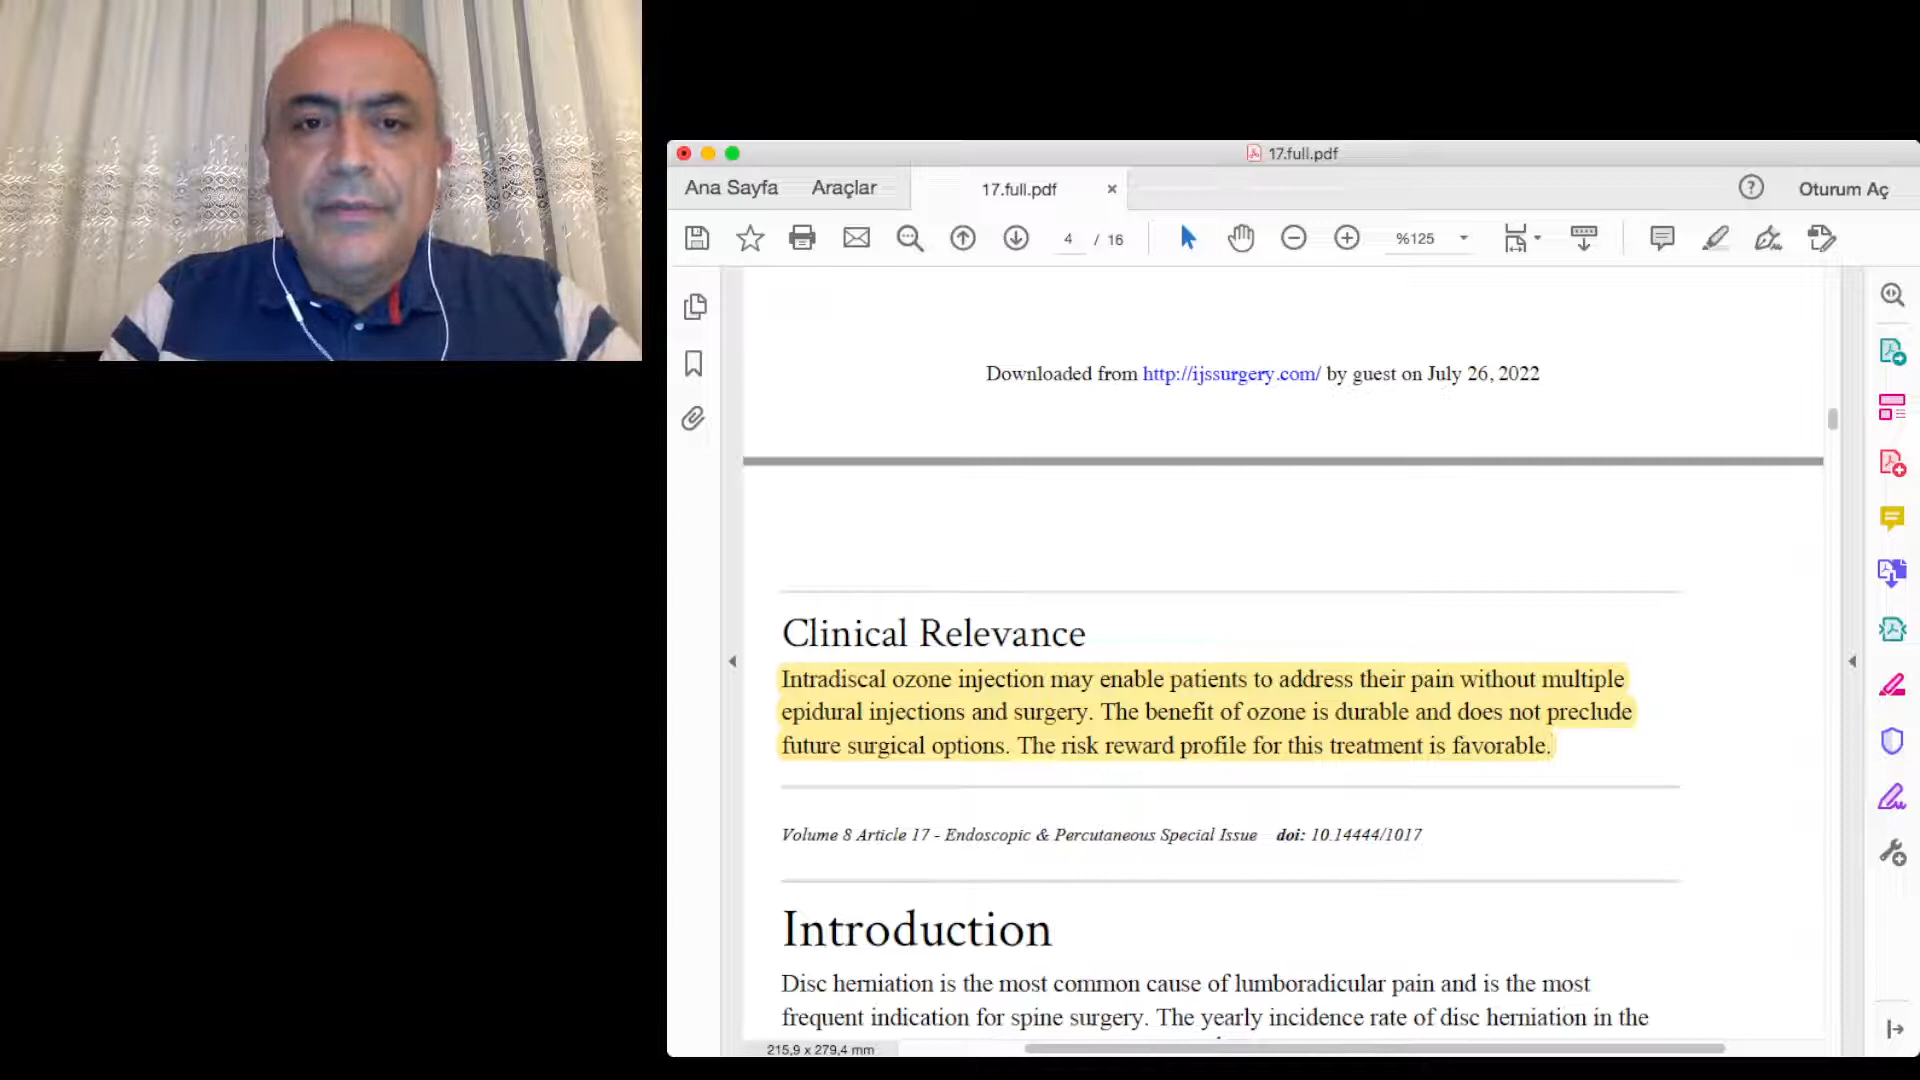 17.full.pdf
Ana Sayfa Araçlar 17.full.pdf × ? Oturum Aç
4 / 16 %125
Downloaded from http://ijssurgery.com/ by guest on July 26, 2022
Clinical Relevance
Intradiscal ozone injection may enable patients to address their pain without multiple
epidural injections and surgery. The benefit of ozone is durable and does not preclude
future surgical options. The risk reward profile for this treatment is favorable.
Volume 8 Article 17 - Endoscopic & Percutaneous Special Issue doi: 10.14444/1017
Introduction
Disc herniation is the most common cause of lumboradicular pain and is the most
frequent indication for spine surgery. The yearly incidence rate of disc herniation in the
215,9 x 279,4 mm